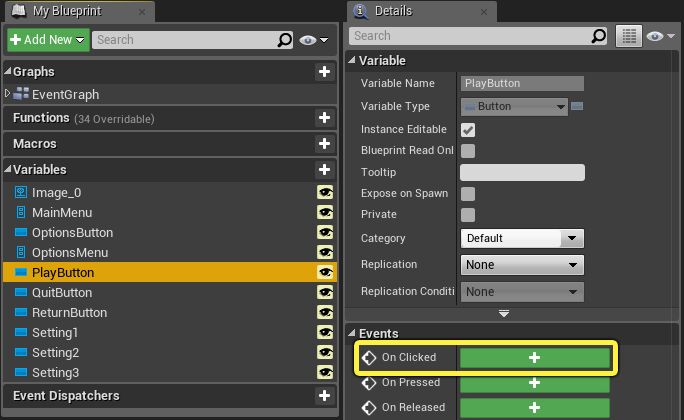 My Blueprint
Add New
Search
Graphs
EventGraph
Functions (34 Overridable)
Macros
Variables
Image_0
MainMenu
OptionsButton
OptionsMenu
PlayButton
QuitButton
ReturnButton
Setting1
Setting2
Setting3
Event Dispatchers
Details
Search
Variable
Variable Name PlayButton
Variable Type Button
Instance Editable
Blueprint Read Onl
Tooltip
Expose on Spawn
Private
Category Default
Replication None
Replication Conditi None
Events
On Clicked
On Pressed
On Released